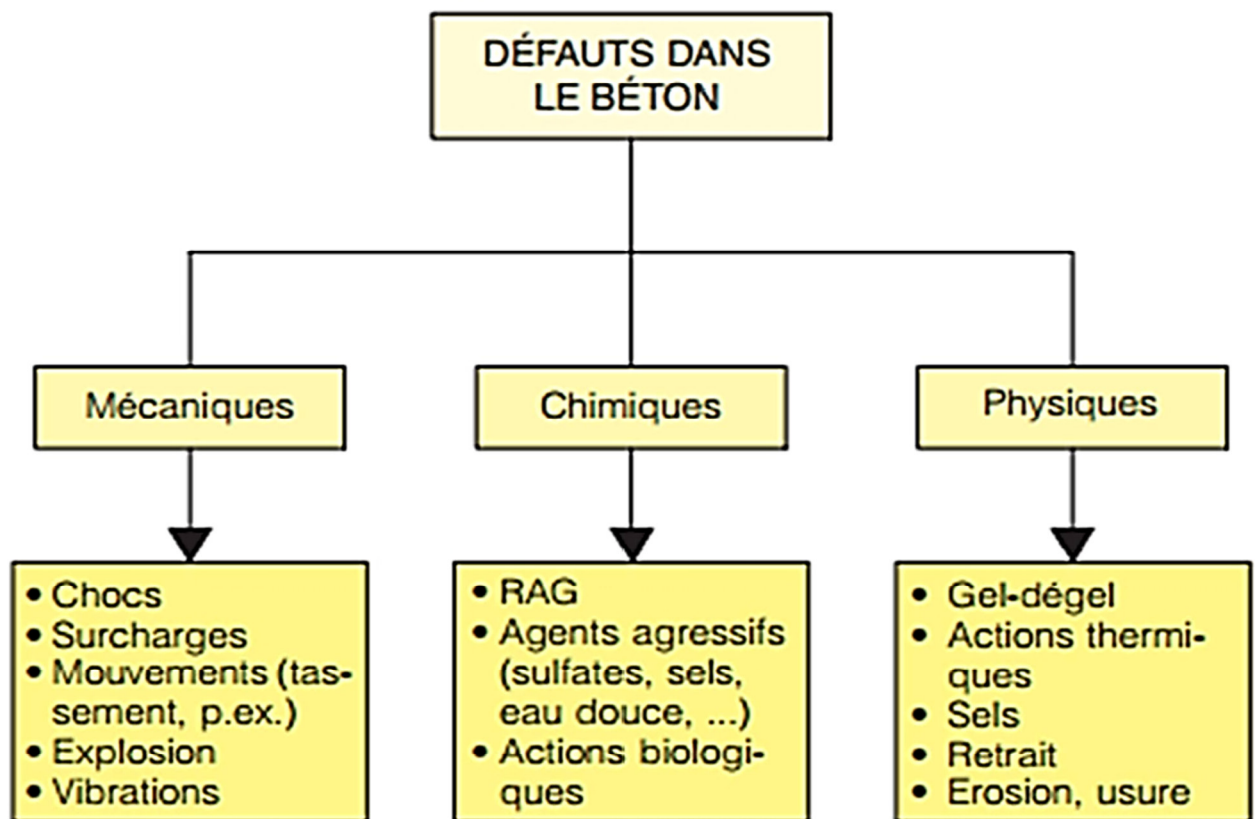 DÉFAUTS DANS
LE BÉTON
Mécaniques
Chimiques
Physiques
• Chocs
• Surcharges
• Mouvements (tas-
sement, p.ex.)
• Explosion
• Vibrations
• RAG
• Agents agressifs
(sulfates, sels,
eau douce, ...)
• Actions biologi-
ques
• Gel-dégel
• Actions thermi-
ques
• Sels
• Retrait
• Erosion, usure